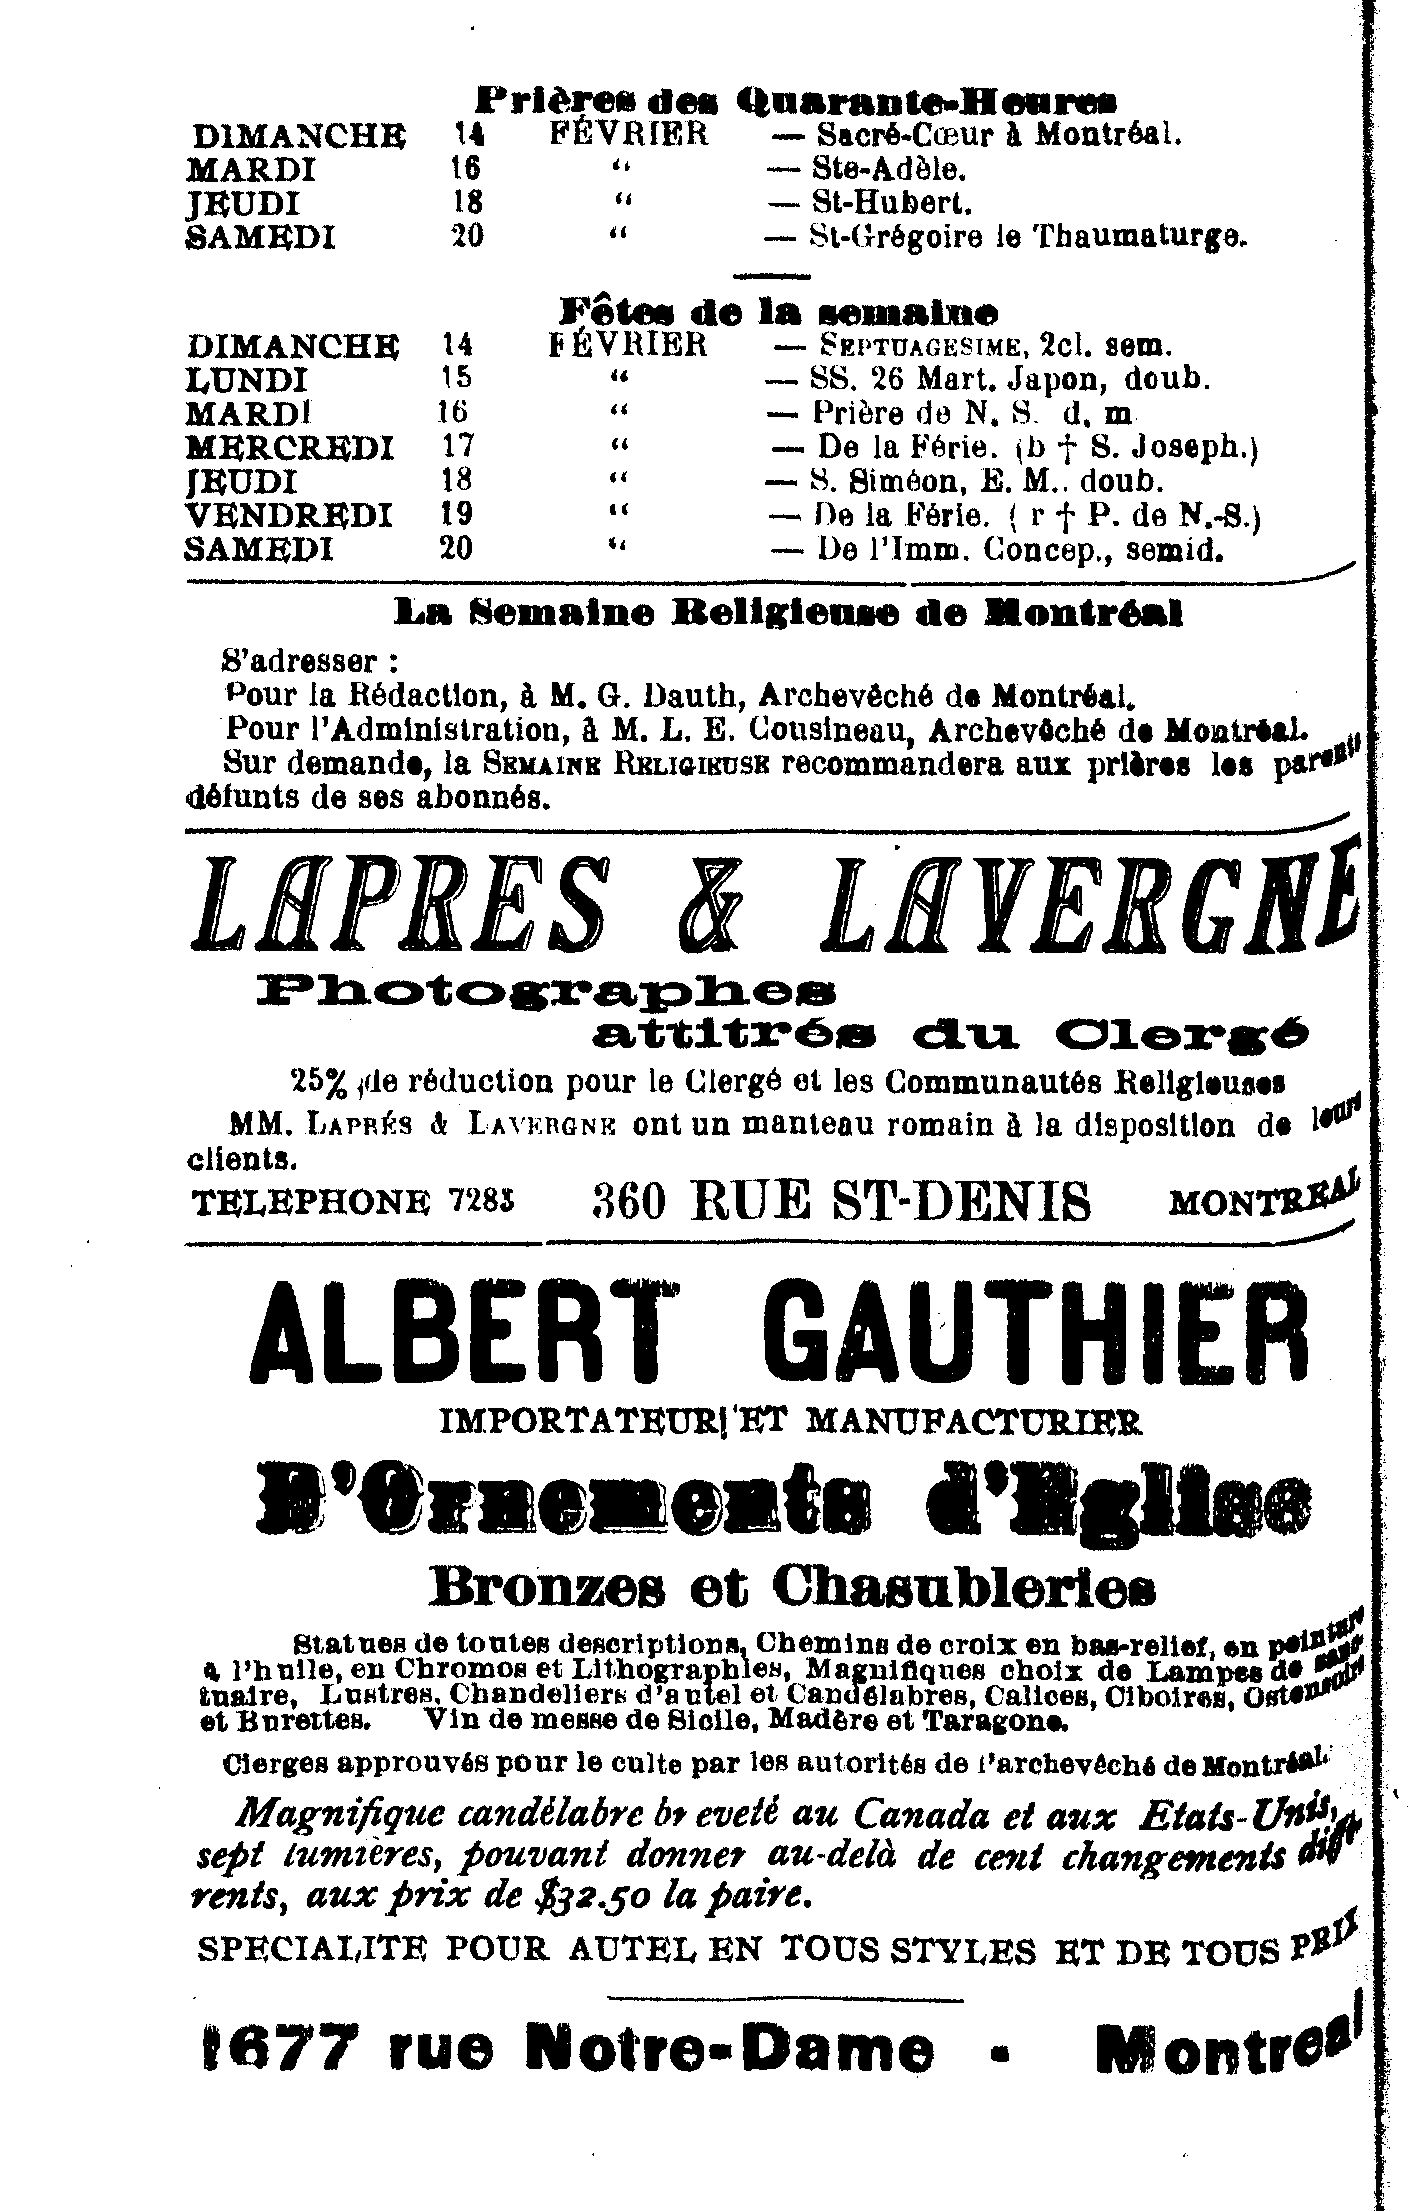 Prières des Quarante-Heures
DIMANCHE 14 FÉVRIER — Sacré-Cœur à Montréal.
MARDI 16 “ — Ste-Adèle.
JEUDI 18 “ — St-Hubert.
SAMEDI 20 “ — St-Grégoire le Thaumaturge.
Fêtes de la semaine
DIMANCHE 14 FÉVRIER — SEPTUAGESIME, 2cl. sem.
LUNDI 15 “ — SS. 26 Mart. Japon, doub.
MARDI 16 “ — Prière de N. S. d. m
MERCREDI 17 “ — De la Férie. (b † S. Joseph.)
JEUDI 18 “ — S. Siméon, E. M.. doub.
VENDREDI 19 “ — De la Férie. ( r † P. de N.-S.)
SAMEDI 20 “ — De l'Imm. Concep., semid.
La Semaine Religieuse de Montréal
S'adresser :
Pour la Rédaction, à M. G. Dauth, Archevêché de Montréal.
Pour l'Administration, à M. L. E. Cousineau, Archevêché de Montréal.
Sur demande, la SEMAINE RELIGIEUSE recommandera aux prières les parents
défunts de ses abonnés.
LAPRES & LAVERGNE
Photographes
attitrés du Clergé
25% de réduction pour le Clergé et les Communautés Religieuses
MM. LAPRÉS & LAVERGNE ont un manteau romain à la disposition de leurs
clients.
TELEPHONE 7283 360 RUE ST-DENIS MONTREAL
ALBERT GAUTHIER
IMPORTATEUR ET MANUFACTURIER
D'Ornements d'Eglise
Bronzes et Chasubleries
Statues de toutes descriptions, Chemins de croix en bas-relief, en peinture
à l'huile, en Chromos et Lithographies, Magnifiques choix de Lampes de sanc-
tuaire, Lustres, Chandeliers d'autel et Candélabres, Calices, Ciboires, Ostensoirs
et Burettes. Vin de messe de Sicile, Madère et Taragone.
Cierges approuvés pour le culte par les autorités de l'archevêché de Montréal.
Magnifique candélabre breveté au Canada et aux Etats-Unis, à
sept lumières, pouvant donner au-delà de cent changements diffé-
rents, aux prix de $32.50 la paire.
SPECIALITE POUR AUTEL EN TOUS STYLES ET DE TOUS PRIX
1677 rue Notre-Dame - Montreal